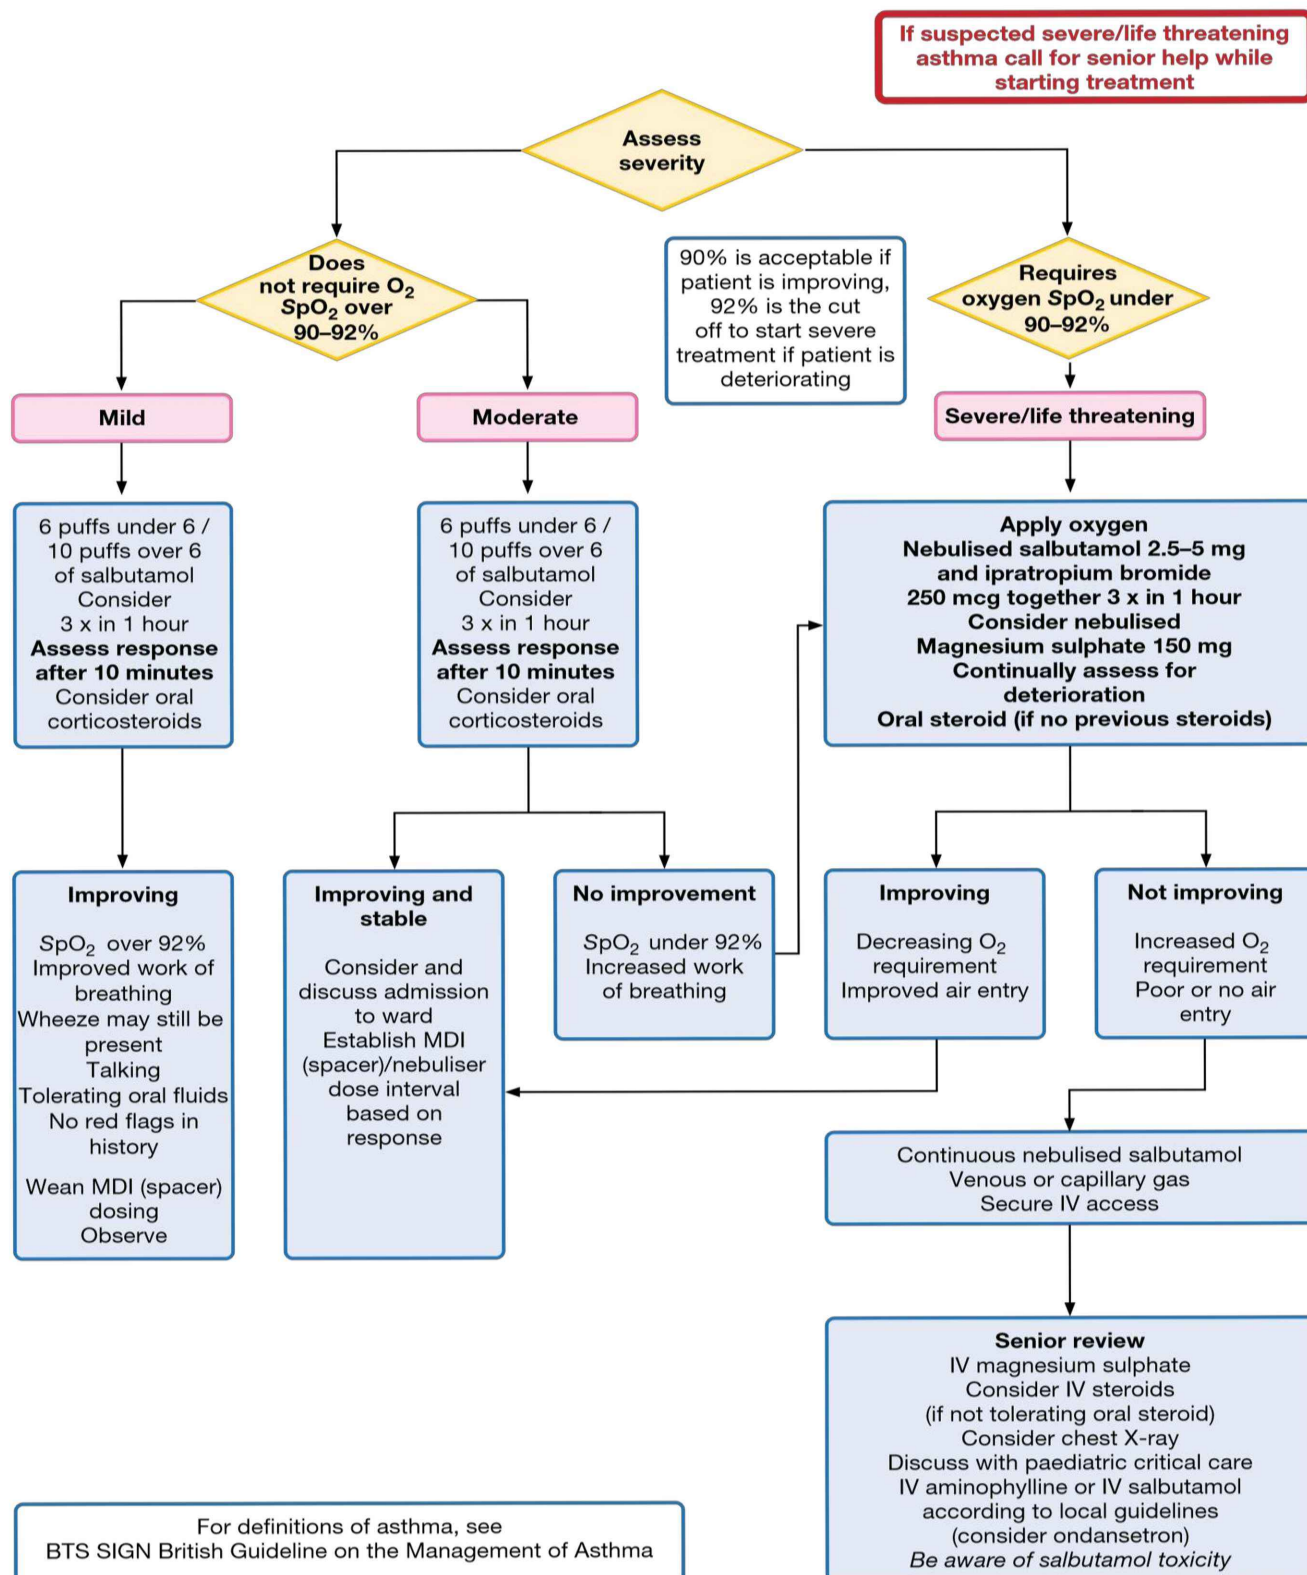 If suspected severe/life threatening
asthma call for senior help while
starting treatment
Assess
severity
Does
not require O₂
SpO₂ over
90–92%
90% is acceptable if
patient is improving,
92% is the cut
off to start severe
treatment if patient is
deteriorating
Requires
oxygen SpO₂ under
90–92%
Mild
Moderate
Severe/life threatening
6 puffs under 6 /
10 puffs over 6
of salbutamol
Consider
3 x in 1 hour
Assess response
after 10 minutes
Consider oral
corticosteroids
6 puffs under 6 /
10 puffs over 6
of salbutamol
Consider
3 x in 1 hour
Assess response
after 10 minutes
Consider oral
corticosteroids
Apply oxygen
Nebulised salbutamol 2.5–5 mg
and ipratropium bromide
250 mcg together 3 x in 1 hour
Consider nebulised
Magnesium sulphate 150 mg
Continually assess for
deterioration
Oral steroid (if no previous steroids)
Improving
SpO₂ over 92%
Improved work of
breathing
Wheeze may still be
present
Talking
Tolerating oral fluids
No red flags in
history
Wean MDI (spacer)
dosing
Observe
Improving and
stable
Consider and
discuss admission
to ward
Establish MDI
(spacer)/nebuliser
dose interval
based on
response
No improvement
SpO₂ under 92%
Increased work
of breathing
Improving
Decreasing O₂
requirement
Improved air entry
Not improving
Increased O₂
requirement
Poor or no air
entry
Continuous nebulised salbutamol
Venous or capillary gas
Secure IV access
Senior review
IV magnesium sulphate
Consider IV steroids
(if not tolerating oral steroid)
Consider chest X-ray
Discuss with paediatric critical care
IV aminophylline or IV salbutamol
according to local guidelines
(consider ondansetron)
Be aware of salbutamol toxicity
For definitions of asthma, see
BTS SIGN British Guideline on the Management of Asthma